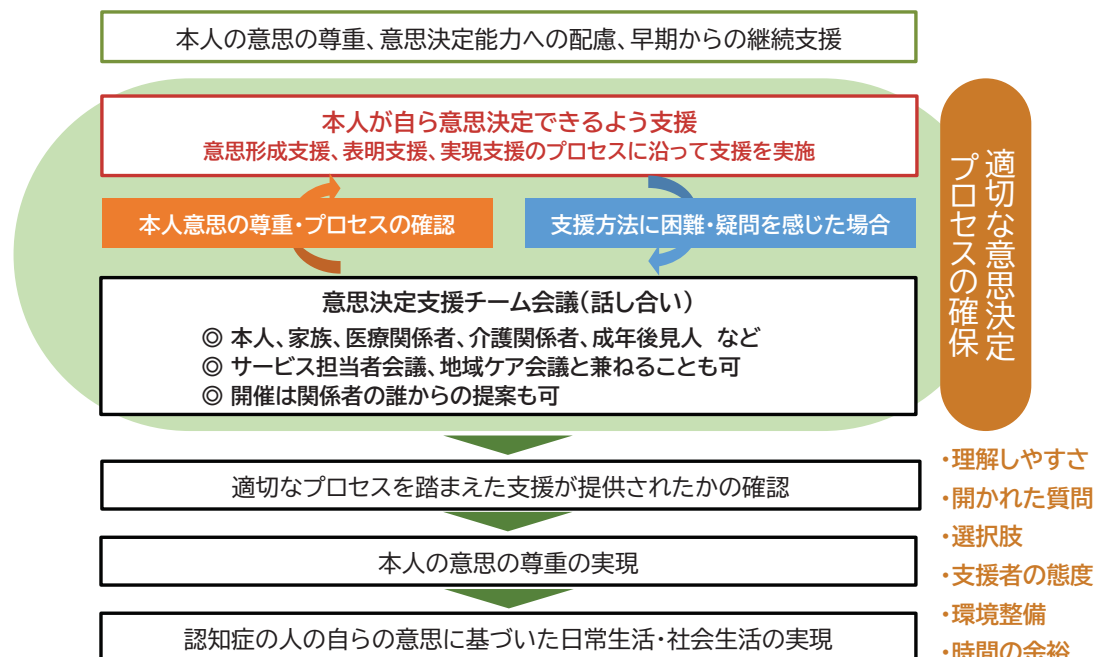 本人の意思の尊重、意思決定能力への配慮、早期からの継続支援
本人が自ら意思決定できるよう支援
意思形成支援、表明支援、実現支援のプロセスに沿って支援を実施
本人意思の尊重・プロセスの確認
支援方法に困難・疑問を感じた場合
意思決定支援チーム会議(話し合い)
◎ 本人、家族、医療関係者、介護関係者、成年後見人 など
◎ サービス担当者会議、地域ケア会議と兼ねることも可
◎ 開催は関係者の誰からの提案も可
適切なプロセスを踏まえた支援が提供されたかの確認
本人の意思の尊重の実現
認知症の人の自らの意思に基づいた日常生活・社会生活の実現
適切な意思決定
プロセスの確保
・理解しやすさ
・開かれた質問
・選択肢
・支援者の態度
・環境整備
・時間の余裕